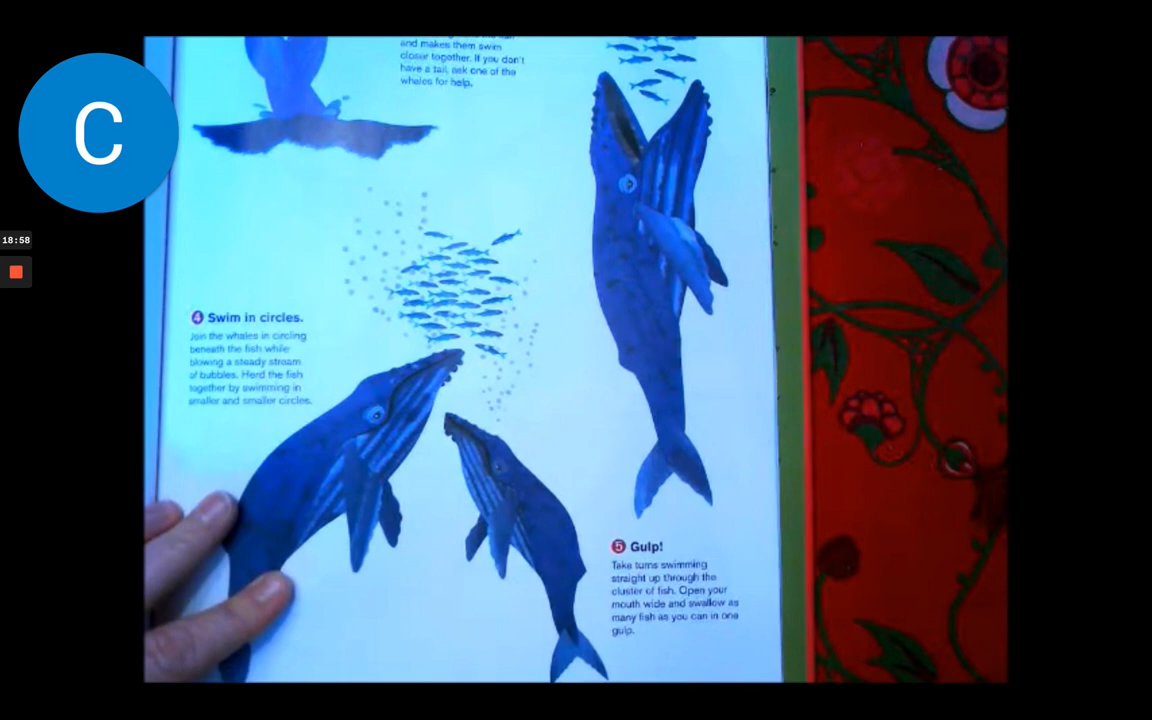 C
18:58
and makes them swim
closer together. If you don't
have a tail, ask one of the
whales for help.
4 Swim in circles.
Join the whales in circling
beneath the fish while
blowing a steady stream
of bubbles. Herd the fish
together by swimming in
smaller and smaller circles.
5 Gulp!
Take turns swimming
straight up through the
cluster of fish. Open your
mouth wide and swallow as
many fish as you can in one
gulp.